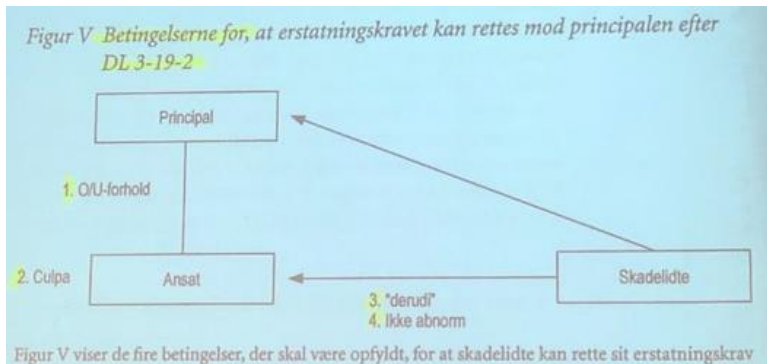 Figur V Betingelserne for, at erstatningskravet kan rettes mod principalen efter
DL 3-19-2
Principal
1. O/U-forhold
2. Culpa
Ansat
Skadelidte
3. "derudi"
4. Ikke abnorm
Figur V viser de fire betingelser, der skal være opfyldt, for at skadelidte kan rette sit erstatningskrav